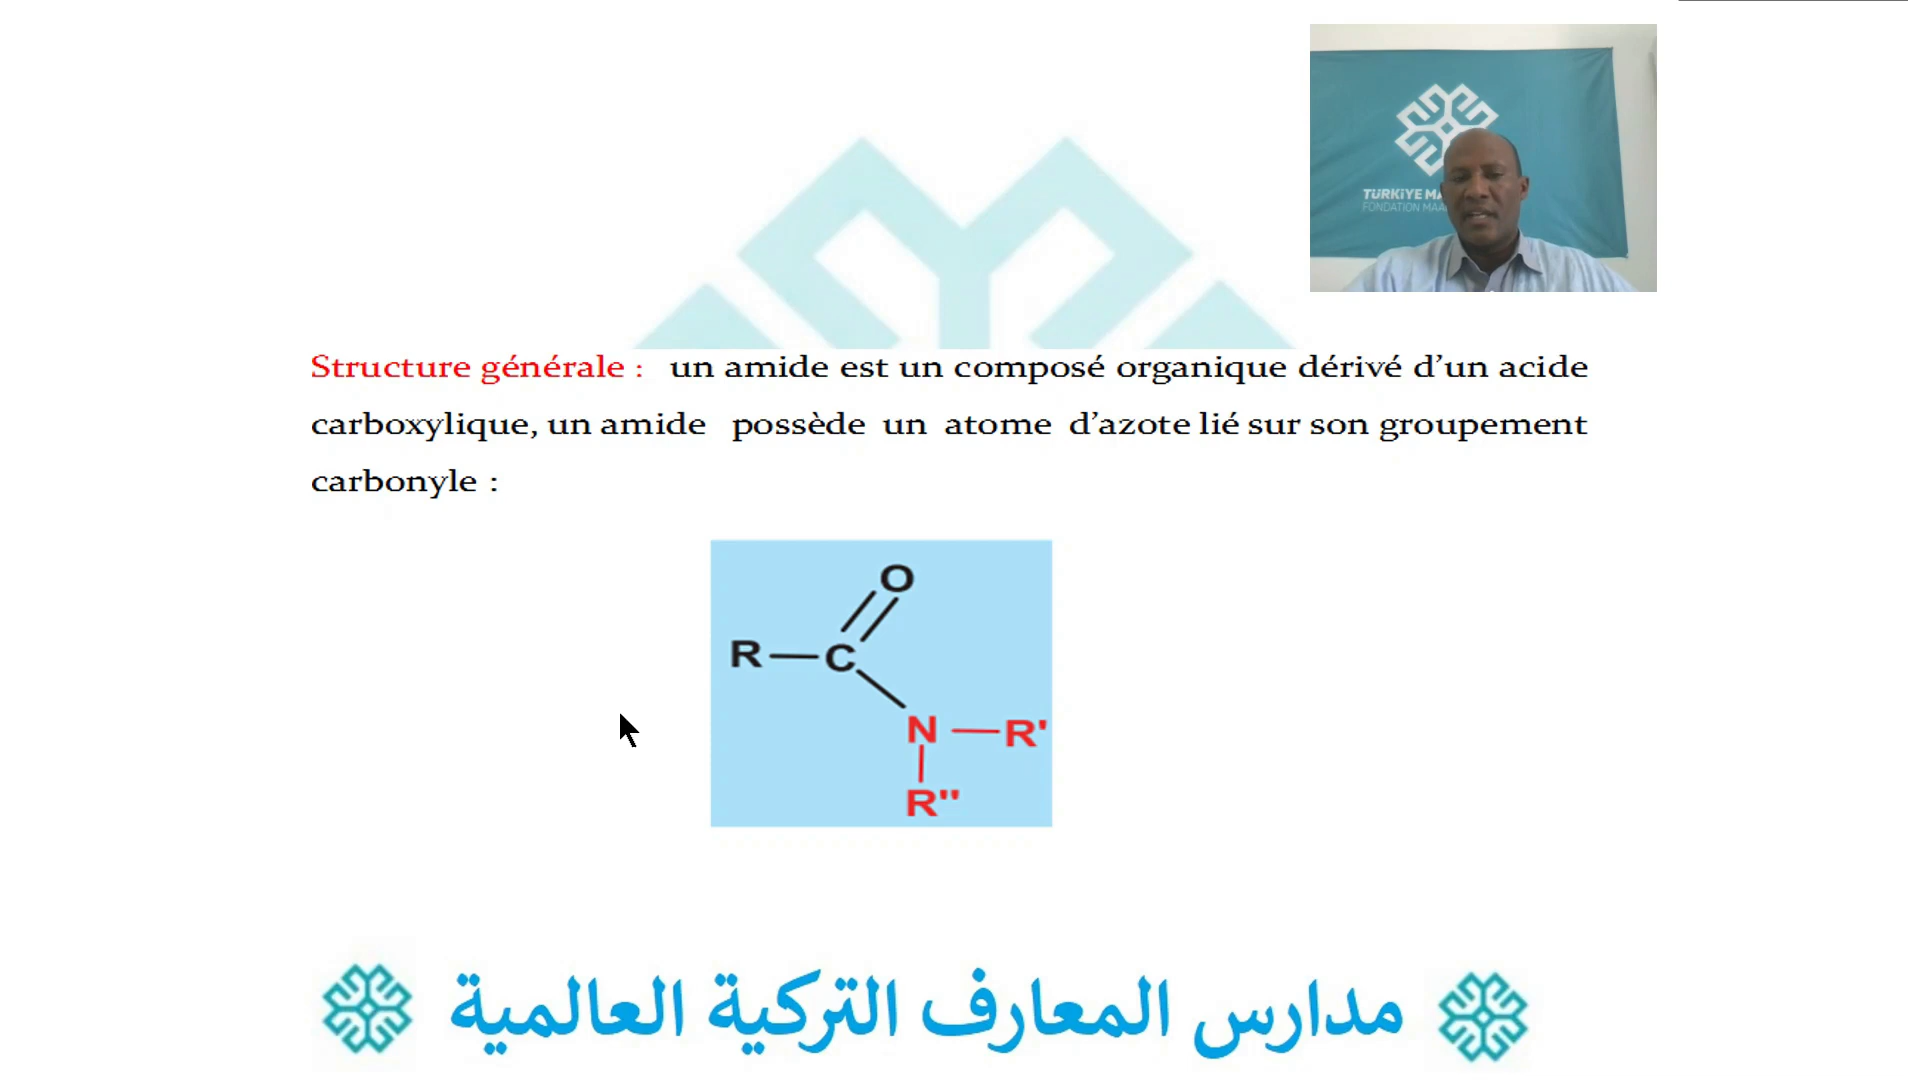 TÜRKİYE MA
FONDATION MAA
Structure générale : un amide est un composé organique dérivé d’un acide
carboxylique, un amide possède un atome d’azote lié sur son groupement
carbonyle :
O
R C
N R'
R''
مدارس المعارف التركية العالمية